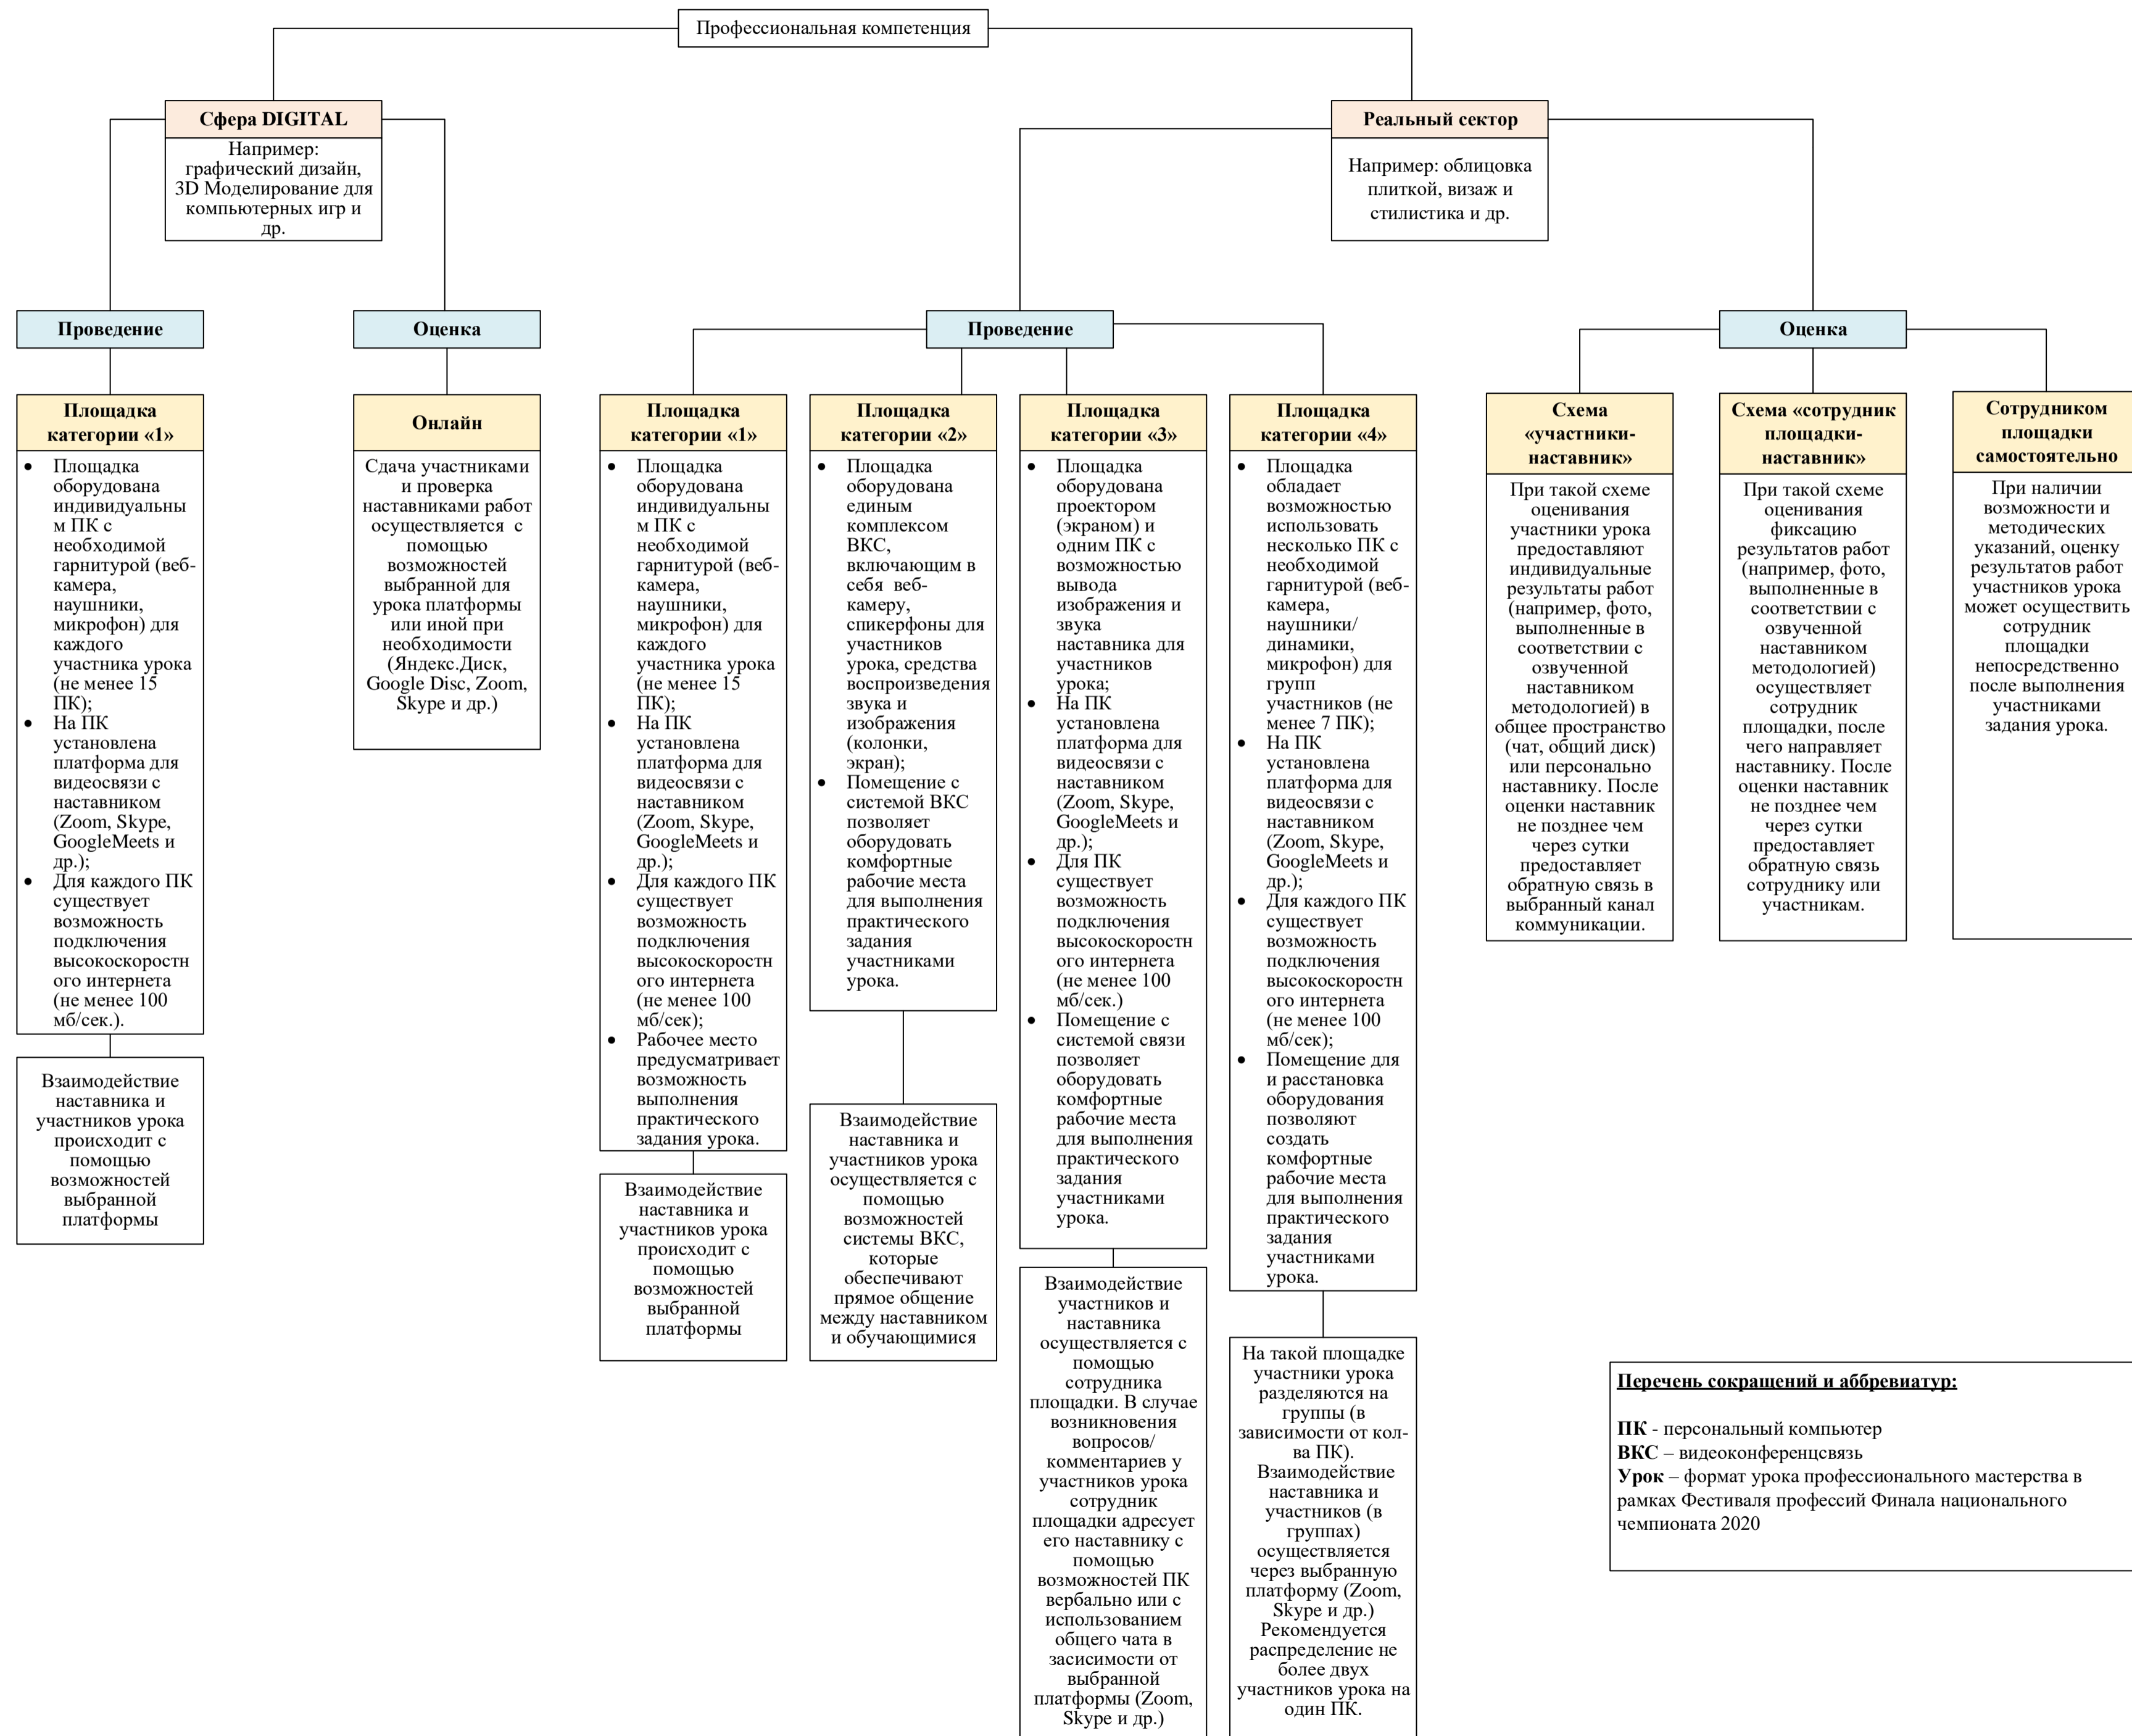 Профессиональная компетенция
Сфера DIGITAL
Например:
графический дизайн,
3D Моделирование для
компьютерных игр и
др.
Реальный сектор
Например: облицовка
плиткой, визаж и
стилистика и др.
Проведение
Оценка
Проведение
Оценка
Площадка
категории «1»
• Площадка
оборудована
индивидуальны
м ПК с
необходимой
гарнитурой (веб-
камера,
наушники,
микрофон) для
каждого
участника урока
(не менее 15
ПК);
• На ПК
установлена
платформа для
видеосвязи с
наставником
(Zoom, Skype,
GoogleMeets и
др.);
• Для каждого ПК
существует
возможность
подключения
высокоскоростн
ого интернета
(не менее 100
мб/сек.).
Взаимодействие
наставника и
участников урока
происходит с
помощью
возможностей
выбранной
платформы
Онлайн
Сдача участниками
и проверка
наставниками работ
осуществляется с
помощью
возможностей
выбранной для
урока платформы
или иной при
необходимости
(Яндекс.Диск,
Google Disc, Zoom,
Skype и др.)
Площадка
категории «1»
• Площадка
оборудована
индивидуальны
м ПК с
необходимой
гарнитурой (веб-
камера,
наушники,
микрофон) для
каждого
участника урока
(не менее 15
ПК);
• На ПК
установлена
платформа для
видеосвязи с
наставником
(Zoom, Skype,
GoogleMeets и
др.);
• Для каждого ПК
существует
возможность
подключения
высокоскоростн
ого интернета
(не менее 100
мб/сек);
• Рабочее место
предусматривает
возможность
выполнения
практического
задания урока.
Взаимодействие
наставника и
участников урока
происходит с
помощью
возможностей
выбранной
платформы
Площадка
категории «2»
• Площадка
оборудована
единым
комплексом
ВКС,
включающим в
себя веб-
камеру,
спикерфоны для
участников
урока, средства
воспроизведения
звука и
изображения
(колонки,
экран);
• Помещение с
системой ВКС
позволяет
оборудовать
комфортные
рабочие места
для выполнения
практического
задания
участниками
урока.
Взаимодействие
наставника и
участников урока
осуществляется с
помощью
возможностей
системы ВКС,
которые
обеспечивают
прямое общение
между наставником
и обучающимися
Площадка
категории «3»
• Площадка
оборудована
проектором
(экраном) и
одним ПК с
возможностью
вывода
изображения и
звука
наставника для
участников
урока;
• На ПК
установлена
платформа для
видеосвязи с
наставником
(Zoom, Skype,
GoogleMeets и
др.);
• Для ПК
существует
возможность
подключения
высокоскоростн
ого интернета
(не менее 100
мб/сек.)
• Помещение с
системой связи
позволяет
оборудовать
комфортные
рабочие места
для выполнения
практического
задания
участниками
урока.
Взаимодействие
участников и
наставника
осуществляется с
помощью
сотрудника
площадки. В случае
возникновения
вопросов/
комментариев у
участников урока
сотрудник
площадки адресует
его наставнику с
помощью
возможностей ПК
вербально или с
использованием
общего чата в
засисимости от
выбранной
платформы (Zoom,
Skype и др.)
Площадка
категории «4»
• Площадка
обладает
возможностью
использовать
несколько ПК с
необходимой
гарнитурой (веб-
камера,
наушники/
динамики,
микрофон) для
групп
участников (не
менее 7 ПК);
• На ПК
установлена
платформа для
видеосвязи с
наставником
(Zoom, Skype,
GoogleMeets и
др.);
• Для каждого ПК
существует
возможность
подключения
высокоскоростн
ого интернета
(не менее 100
мб/сек);
• Помещение для
и расстановка
оборудования
позволяют
создать
комфортные
рабочие места
для выполнения
практического
задания
участниками
урока.
На такой площадке
участники урока
разделяются на
группы (в
зависимости от кол-
ва ПК).
Взаимодействие
наставника и
участников (в
группах)
осуществляется
через выбранную
платформу (Zoom,
Skype и др.)
Рекомендуется
распределение не
более двух
участников урока на
один ПК.
Схема
«участники-
наставник»
При такой схеме
оценивания
участники урока
предоставляют
индивидуальные
результаты работ
(например, фото,
выполненные в
соответствии с
озвученной
наставником
методологией) в
общее пространство
(чат, общий диск)
или персонально
наставнику. После
оценки наставник
не позднее чем
через сутки
предоставляет
обратную связь в
выбранный канал
коммуникации.
Схема «сотрудник
площадки-
наставник»
При такой схеме
оценивания
фиксацию
результатов работ
(например, фото,
выполненные в
соответствии с
озвученной
наставником
методологией)
осуществляет
сотрудник
площадки, после
чего направляет
наставнику. После
оценки наставник
не позднее чем
через сутки
предоставляет
обратную связь
сотруднику или
участникам.
Сотрудником
площадки
самостоятельно
При наличии
возможности и
методических
указаний, оценку
результатов работ
участников урока
может осуществить
сотрудник
площадки
непосредственно
после выполнения
участниками
задания урока.
Перечень сокращений и аббревиатур:
ПК - персональный компьютер
ВКС – видеоконференцсвязь
Урок – формат урока профессионального мастерства в
рамках Фестиваля профессий Финала национального
чемпионата 2020